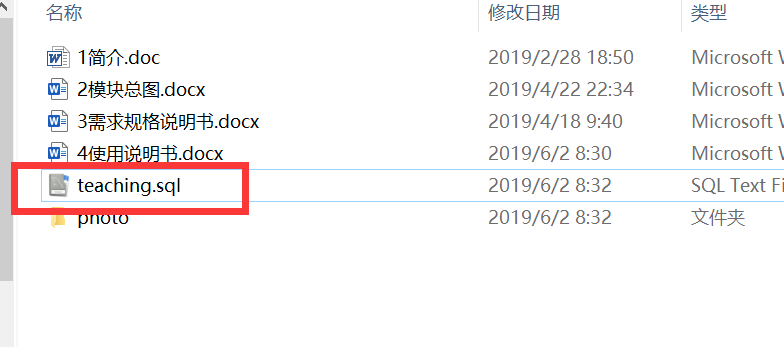 名称 修改日期 类型
1简介.doc 2019/2/28 18:50 Microsoft W
2模块总图.docx 2019/4/22 22:34 Microsoft W
3需求规格说明书.docx 2019/4/18 9:40 Microsoft W
4使用说明书.docx 2019/6/2 8:30 Microsoft W
teaching.sql 2019/6/2 8:32 SQL Text Fi
photo 2019/6/2 8:32 文件夹